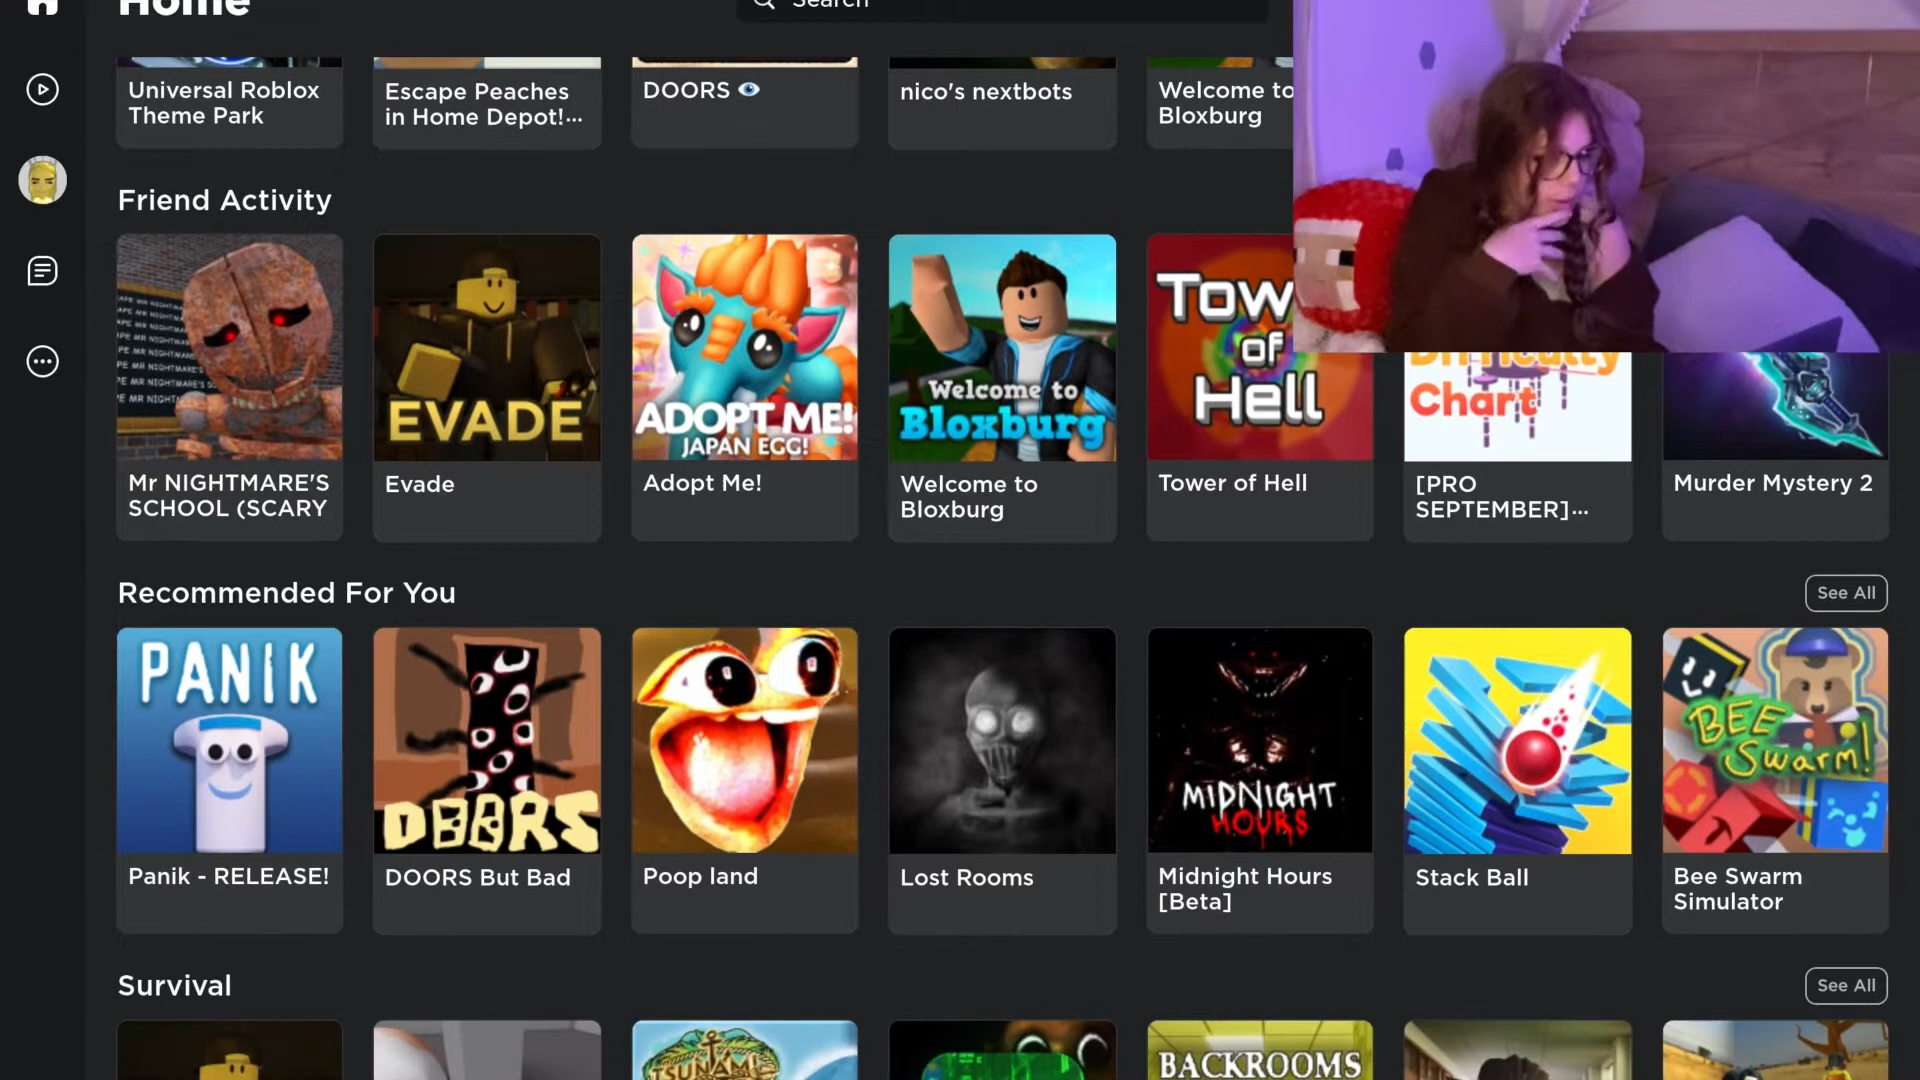 Home
Search
Universal Roblox
Theme Park
Escape Peaches
in Home Depot!...
DOORS 👁
nico's nextbots
Welcome to
Bloxburg
Friend Activity
EVADE
ADOPT ME!
JAPAN EGG!
Welcome to
Bloxburg
Tow
of
Hell
Difficulty
Chart
Mr NIGHTMARE'S
SCHOOL (SCARY
Evade
Adopt Me!
Welcome to
Bloxburg
Tower of Hell
[PRO
SEPTEMBER]...
Murder Mystery 2
Recommended For You
See All
PANIK
DOORS
MIDNIGHT
HOURS
BEE
Swarm!
Panik - RELEASE!
DOORS But Bad
Poop land
Lost Rooms
Midnight Hours
[Beta]
Stack Ball
Bee Swarm
Simulator
Survival
See All
TSUNAMI
BACKROOMS